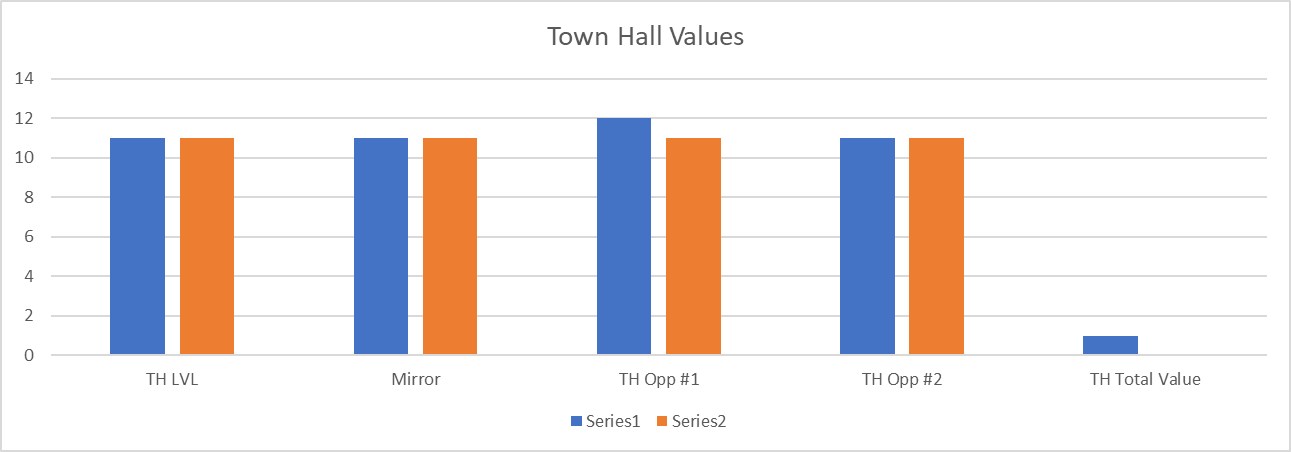 Town Hall Values
14
12
10
8
6
4
2
0
TH LVL Mirror TH Opp #1 TH Opp #2 TH Total Value
Series1 Series2